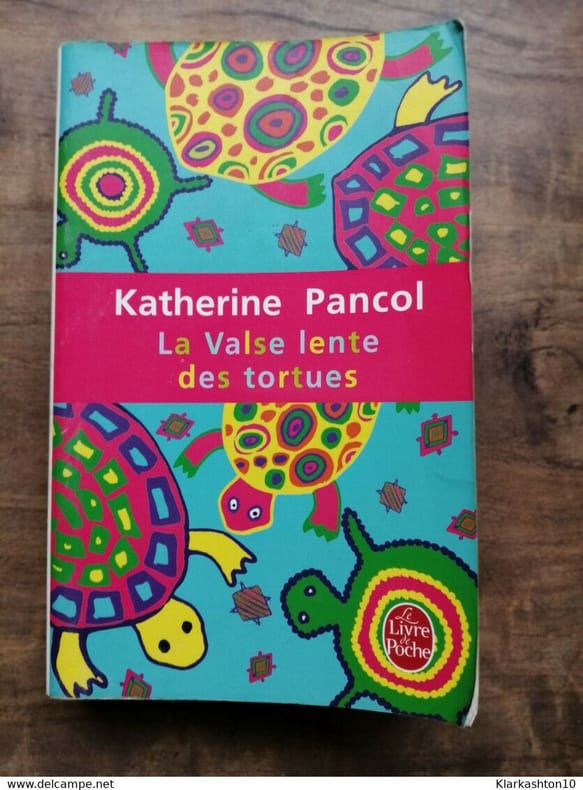 Katherine Pancol
La Valse lente
des tortues
Le
Livre
de
Poche
www.delcampe.net
Klarkashton10